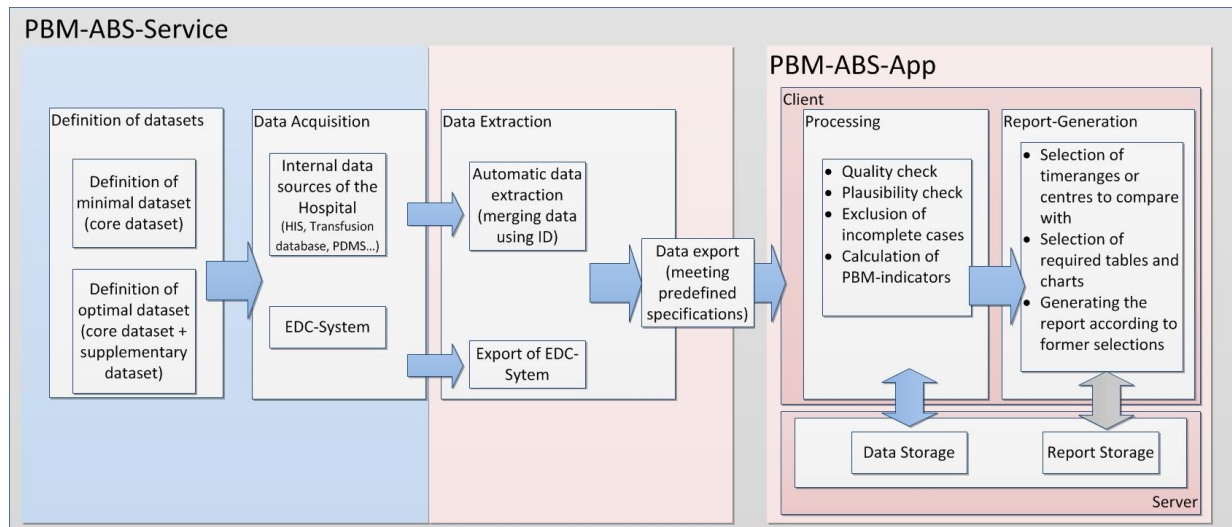 PBM-ABS-Service
Definition of datasets
Definition of
minimal dataset
(core dataset)
Definition of
optimal dataset
(core dataset +
supplementary
dataset)
Data Acquisition
Internal data
sources of the
Hospital
(HIS, Transfusion
database, PDMS...)
EDC-System
Data Extraction
Automatic data
extraction
(merging data
using ID)
Export of EDC-
Sytem
Data export
(meeting
predefined
specifications)
PBM-ABS-App
Client
Processing
• Quality check
• Plausibility check
• Exclusion of
incomplete cases
• Calculation of
PBM-indicators
Report-Generation
• Selection of
timeranges or
centres to compare
with
• Selection of
required tables and
charts
• Generating the
report according to
former selections
Data Storage
Report Storage
Server